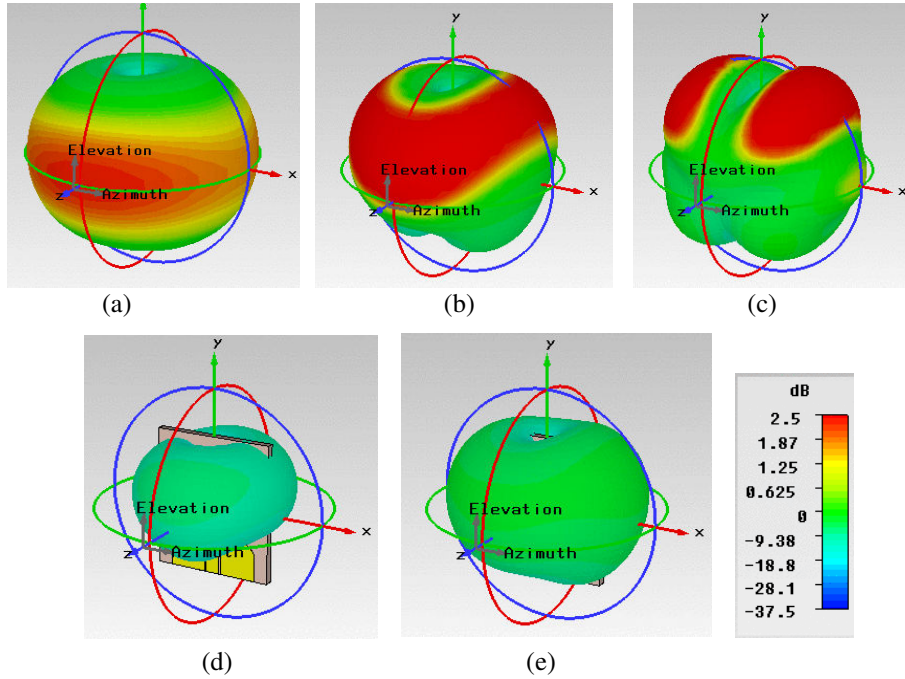 y
Elevation
Azimuth
z
x
(a)
y
Elevation
Azimuth
z
x
(b)
y
Elevation
Azimuth
z
x
(c)
y
Elevation
Azimuth
z
x
(d)
y
Elevation
Azimuth
z
x
(e)
dB
2.5
1.87
1.25
0.625
0
-9.38
-18.8
-28.1
-37.5